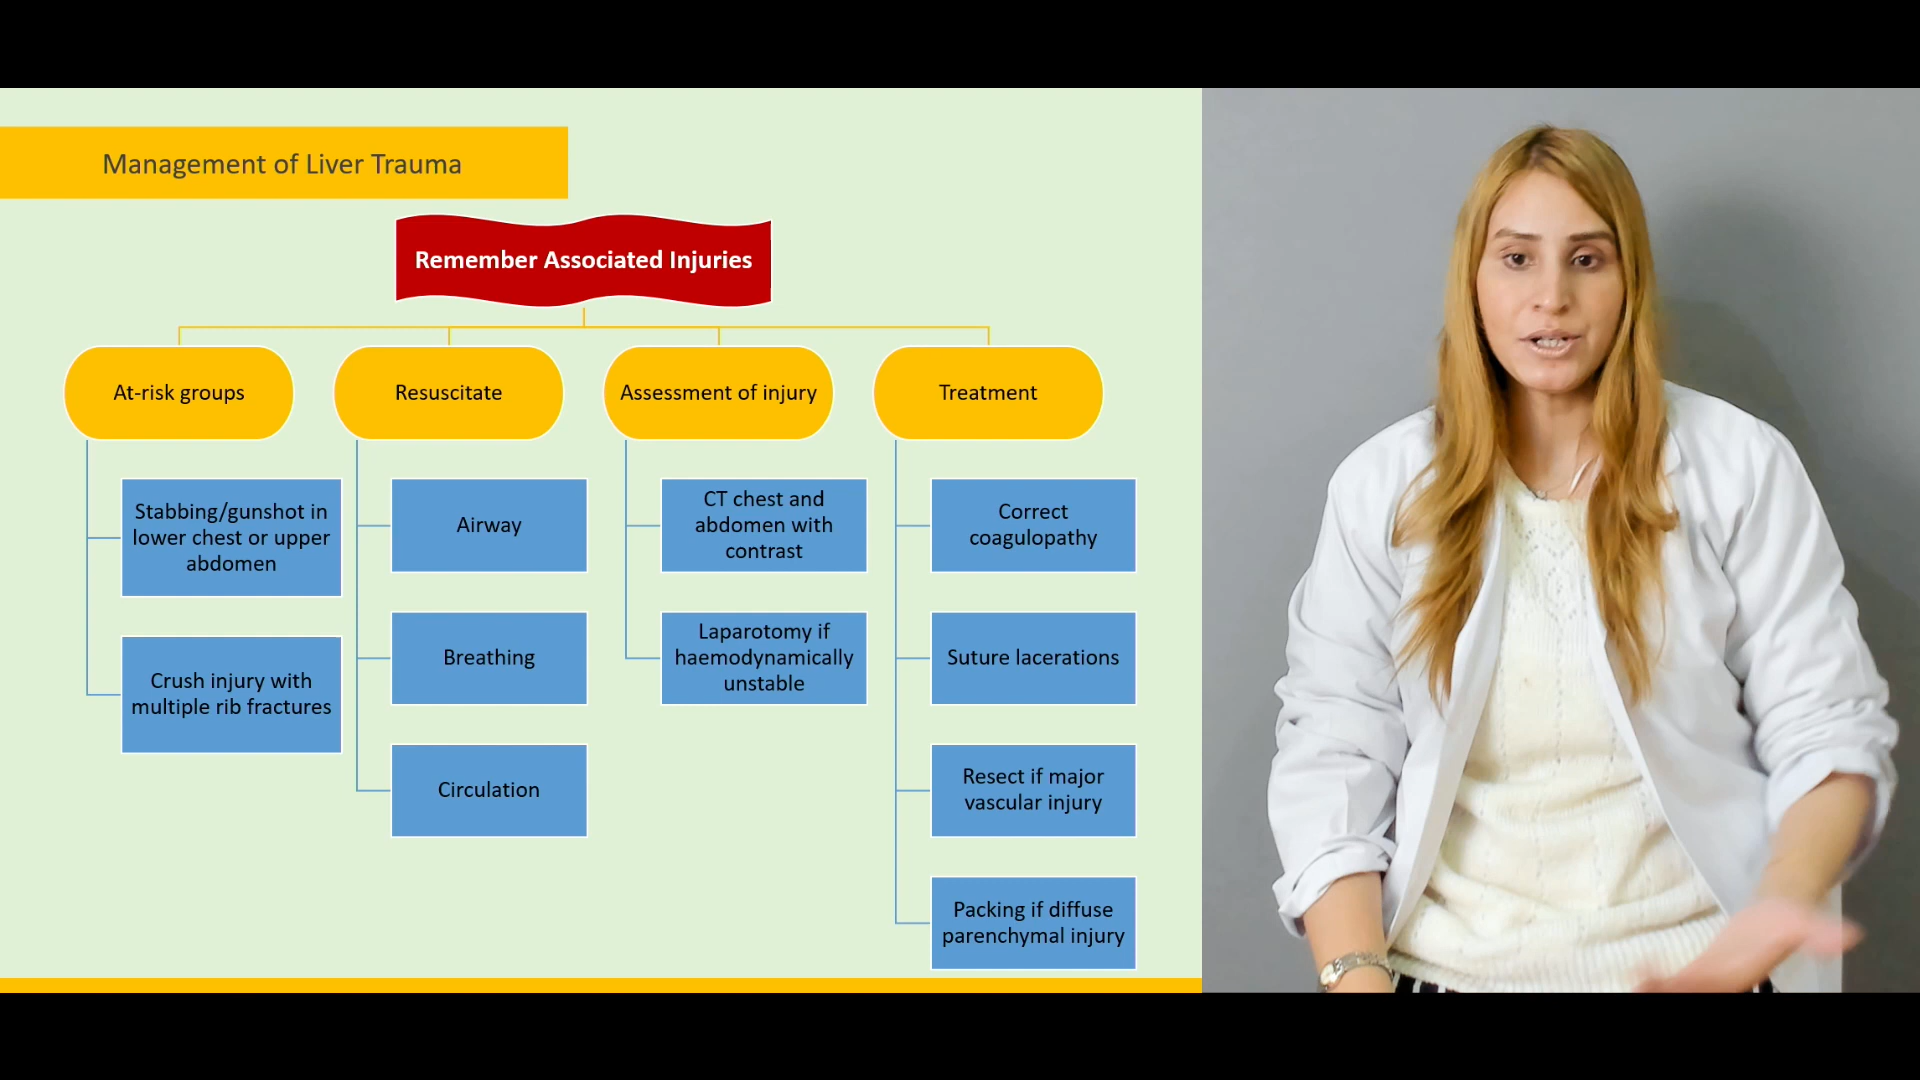 Management of Liver Trauma
Remember Associated Injuries
At-risk groups
Stabbing/gunshot in
lower chest or upper
abdomen
Crush injury with
multiple rib fractures
Resuscitate
Airway
Breathing
Circulation
Assessment of injury
CT chest and
abdomen with
contrast
Laparotomy if
haemodynamically
unstable
Treatment
Correct
coagulopathy
Suture lacerations
Resect if major
vascular injury
Packing if diffuse
parenchymal injury